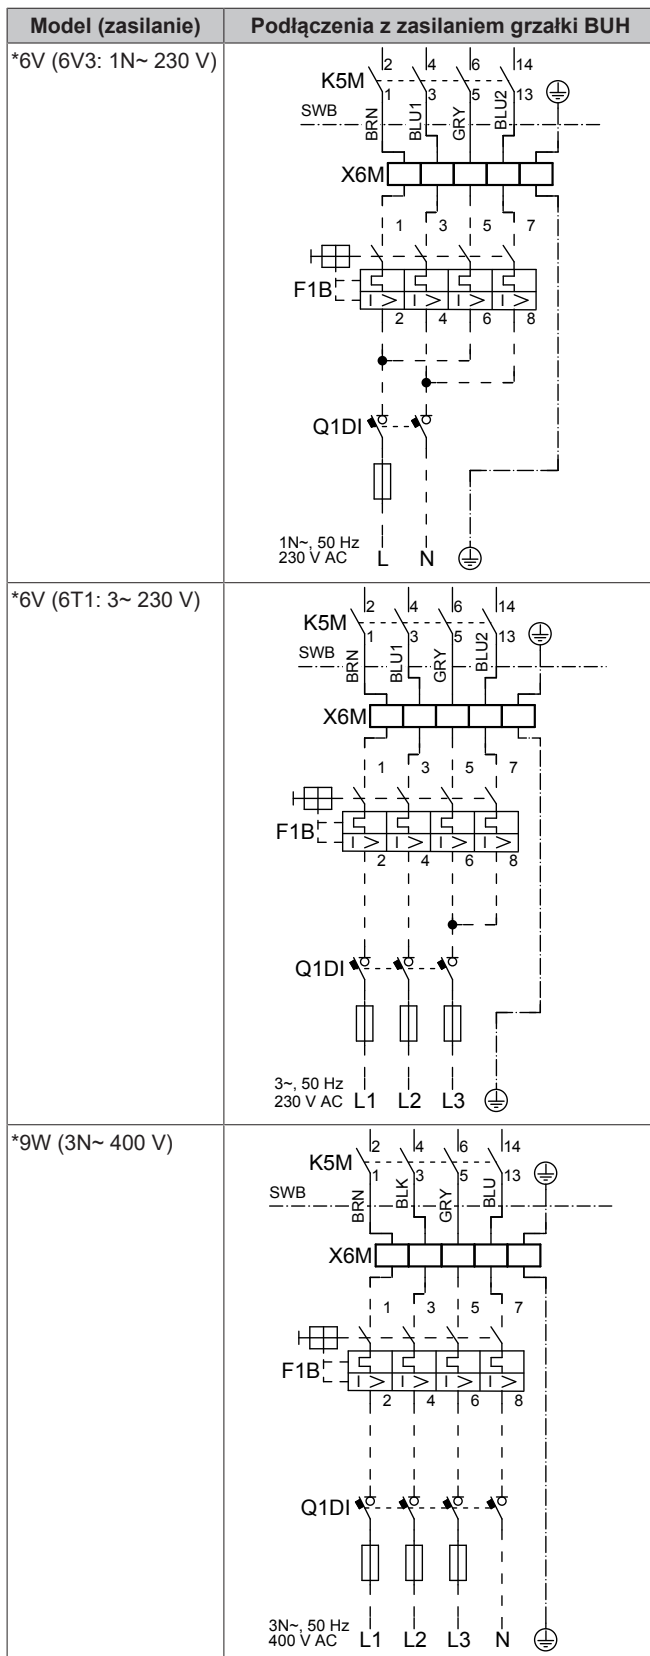 Model (zasilanie) Podłączenia z zasilaniem grzałki BUH
*6V (6V3: 1N~ 230 V)
2 4 6 14
K5M
1 3 5 13
SWB
BRN BLU1 GRY BLU2
X6M
1 3 5 7
F1B
I > I > I > I >
2 4 6 8
Q1DI
1N~, 50 Hz
230 V AC L N
*6V (6T1: 3~ 230 V)
2 4 6 14
K5M
1 3 5 13
SWB
BRN BLU1 GRY BLU2
X6M
1 3 5 7
F1B
I > I > I > I >
2 4 6 8
Q1DI
3~, 50 Hz
230 V AC L1 L2 L3
*9W (3N~ 400 V)
2 4 6 14
K5M
1 3 5 13
SWB
BRN BLK GRY BLU
X6M
1 3 5 7
F1B
I > I > I > I >
2 4 6 8
Q1DI
3N~, 50 Hz
400 V AC L1 L2 L3 N